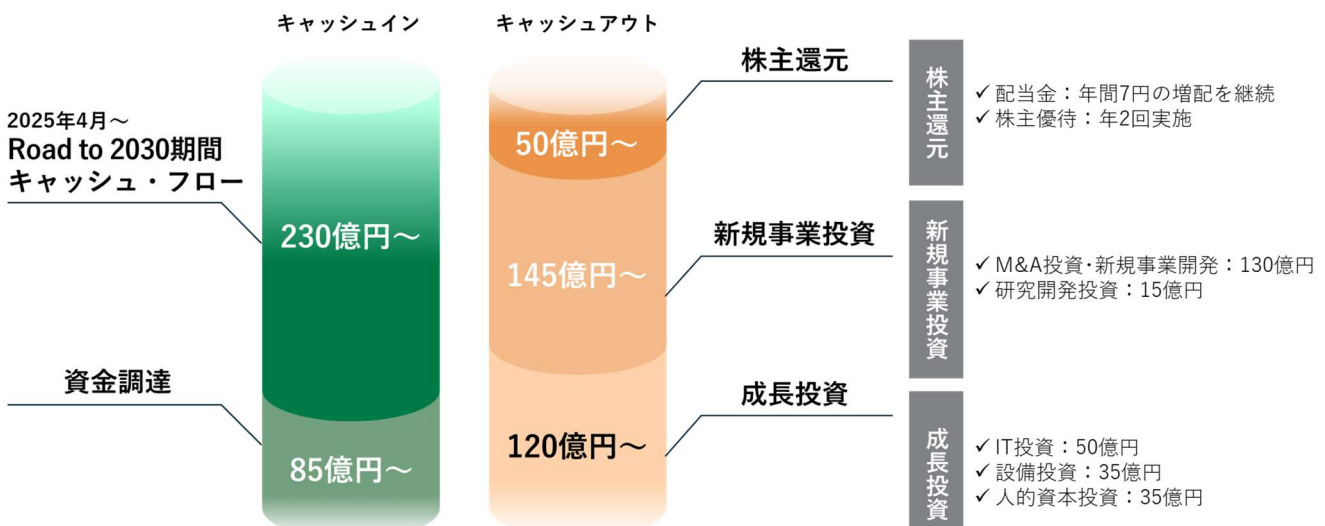 キャッシュイン
キャッシュアウト
2025年4月～
Road to 2030期間
キャッシュ・フロー
230億円～
資金調達
85億円～
株主還元
50億円～
新規事業投資
145億円～
成長投資
120億円～
株主還元
✓ 配当金：年間7円の増配を継続
✓ 株主優待：年2回実施
新規事業投資
✓ M&A投資・新規事業開発：130億円
✓ 研究開発投資：15億円
成長投資
✓ IT投資：50億円
✓ 設備投資：35億円
✓ 人的資本投資：35億円